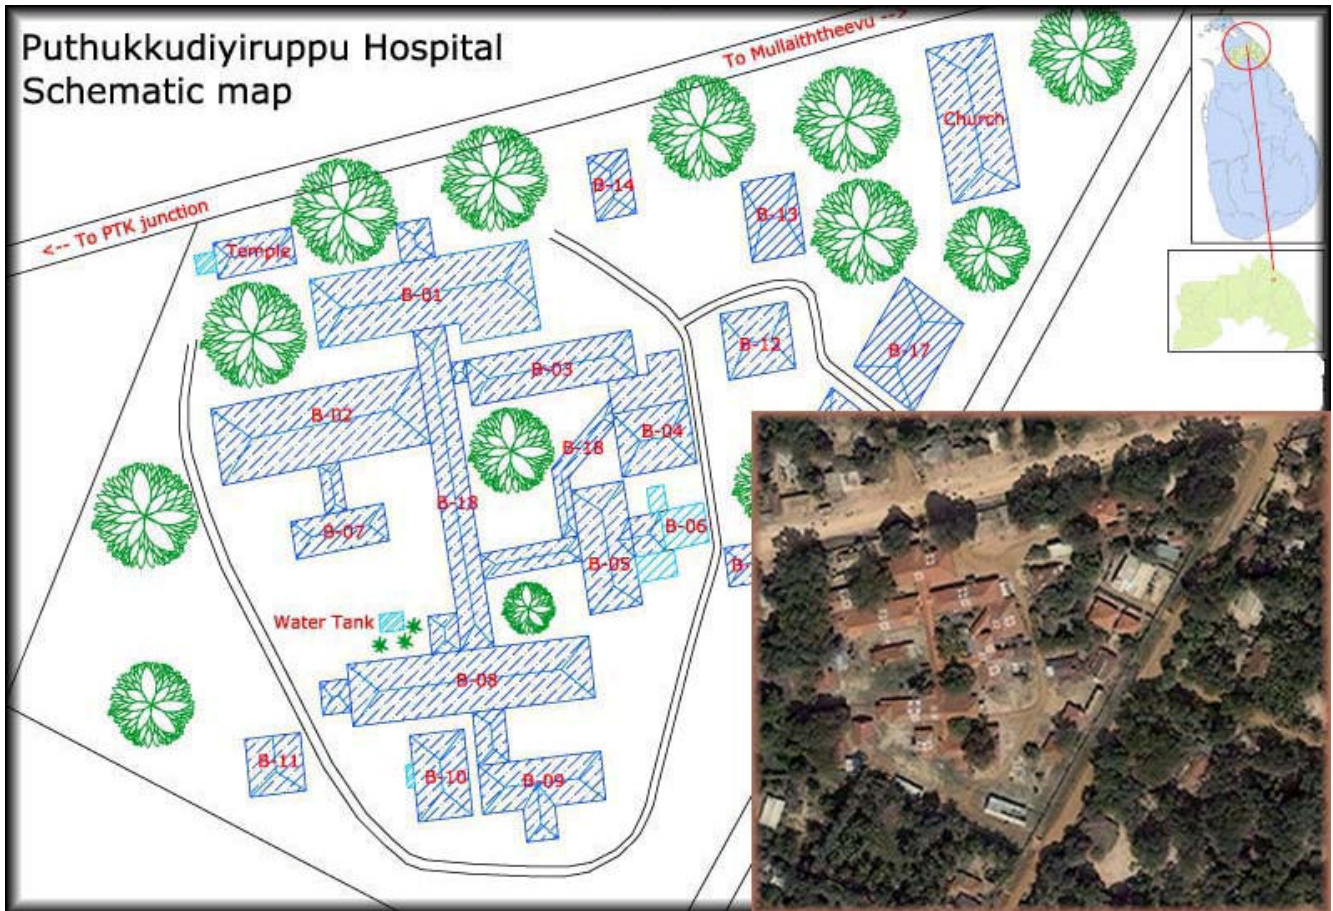 Puthukkudiyiruppu Hospital
Schematic map
To Mullaiththeevu -->
<-- To PTK junction
Church
B-14
B-13
Temple
B-01
B-12
B-17
B-03
B-02
B-04
B-18
B-18
B-06
B-07
B-05
Water Tank
B-08
B-11
B-10
B-09